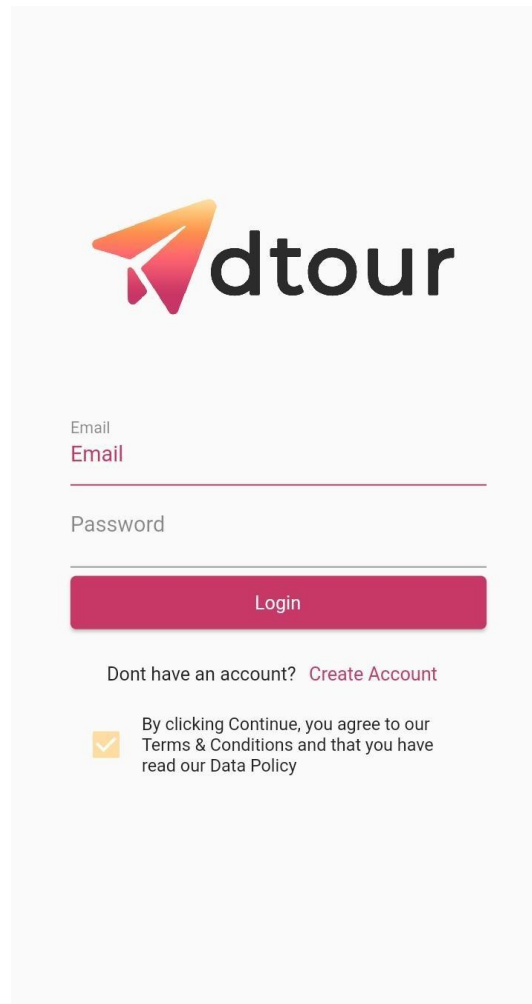 dtour
Email
Email
Password
Login
Dont have an account? Create Account
By clicking Continue, you agree to our
Terms & Conditions and that you have
read our Data Policy